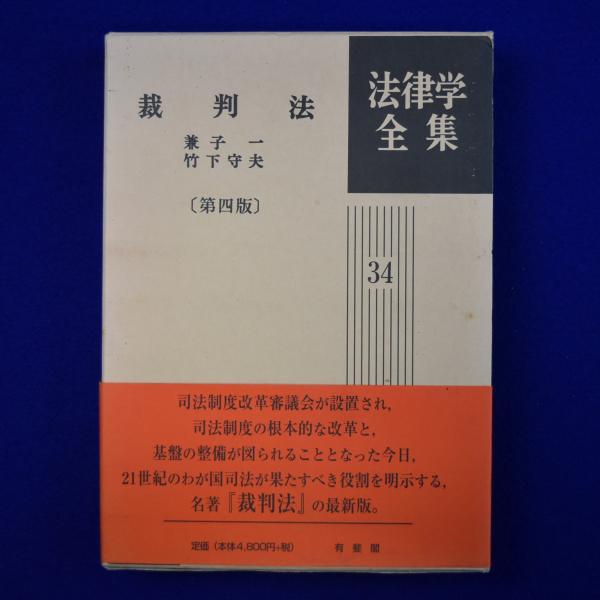 法律学
全集
裁判法
兼子一
竹下守夫
〔第四版〕
34
司法制度改革審議会が設置され,
司法制度の根本的な改革と,
基盤の整備が図られることとなった今日,
21世紀のわが国司法が果たすべき役割を明示する,
名著『裁判法』の最新版。
定価(本体4,800円+税) 有斐閣